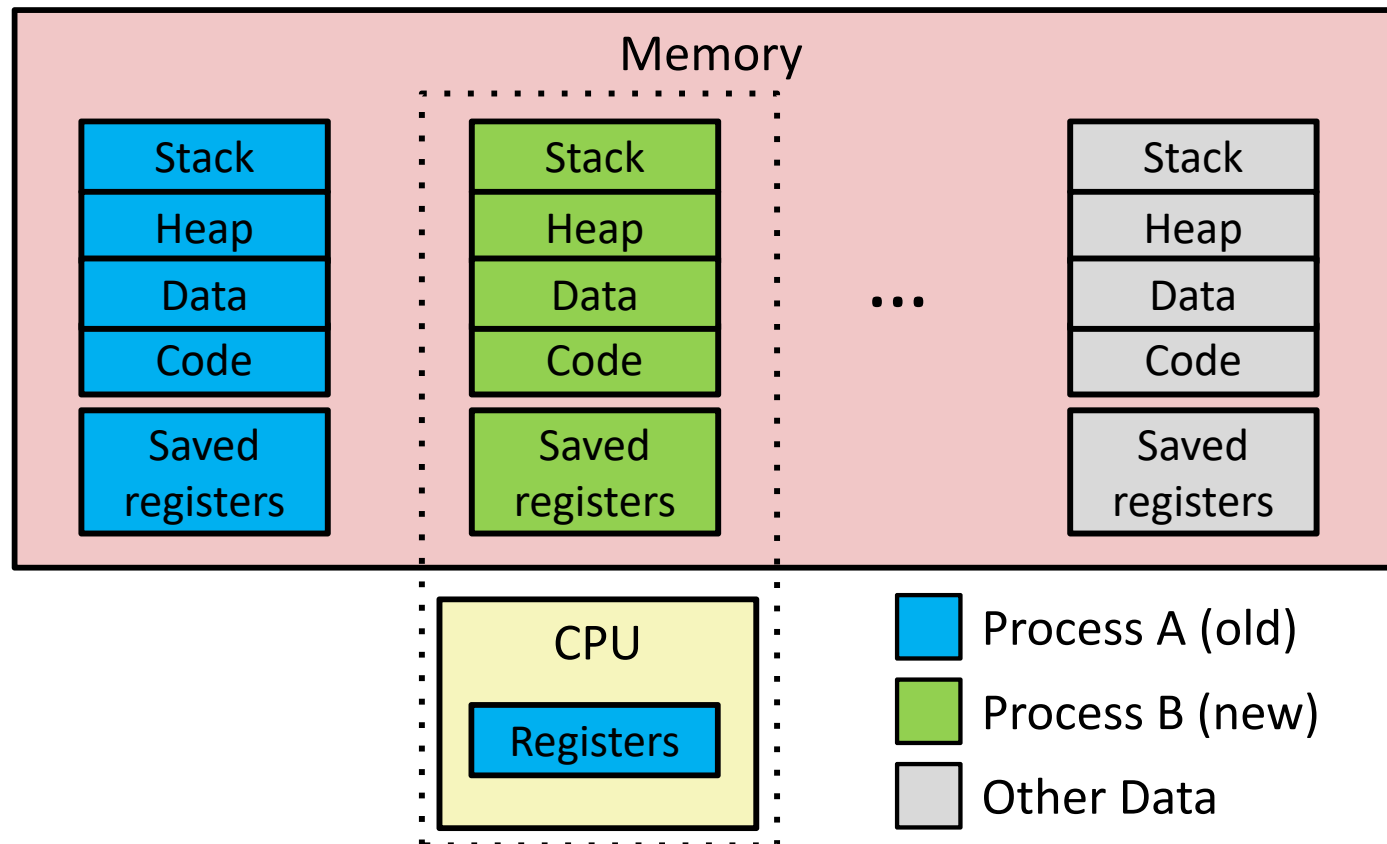 Memory
Stack
Heap
Data
Code
Saved
registers
Stack
Heap
Data
Code
Saved
registers
...
Stack
Heap
Data
Code
Saved
registers
CPU
Registers
Process A (old)
Process B (new)
Other Data